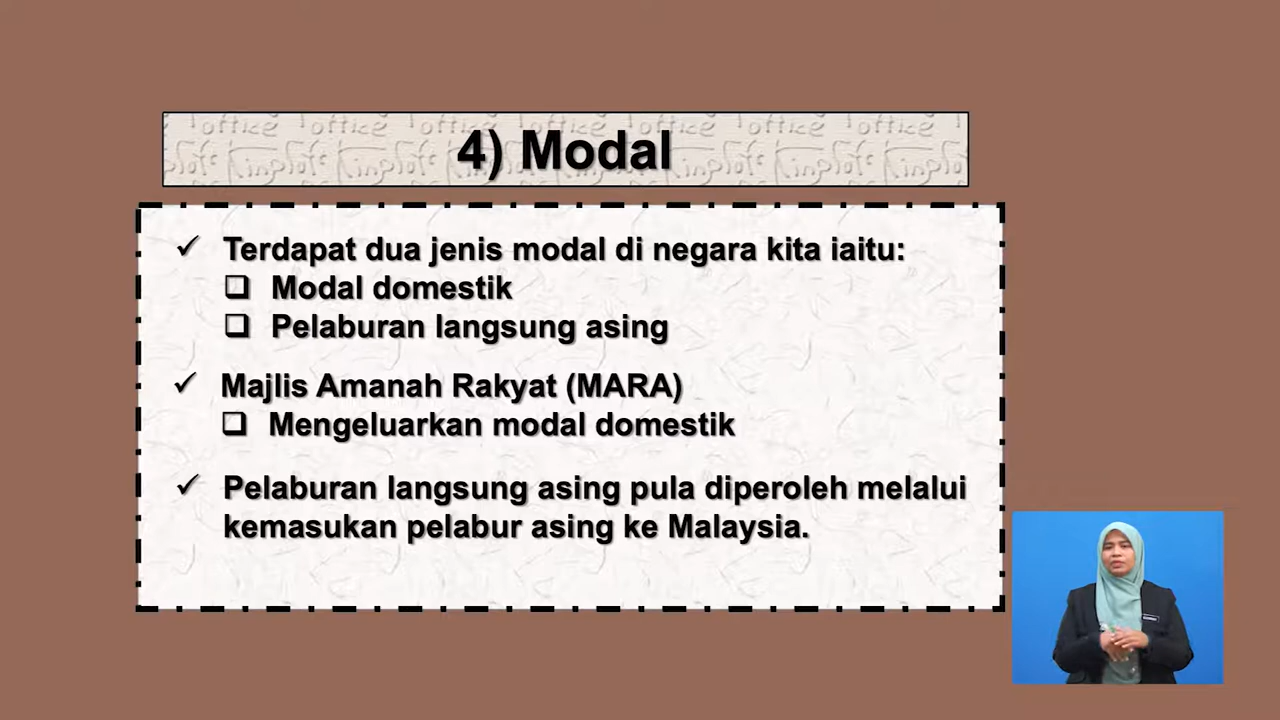 4) Modal
✓ Terdapat dua jenis modal di negara kita iaitu:
❑ Modal domestik
❑ Pelaburan langsung asing
✓ Majlis Amanah Rakyat (MARA)
❑ Mengeluarkan modal domestik
✓ Pelaburan langsung asing pula diperoleh melalui
kemasukan pelabur asing ke Malaysia.